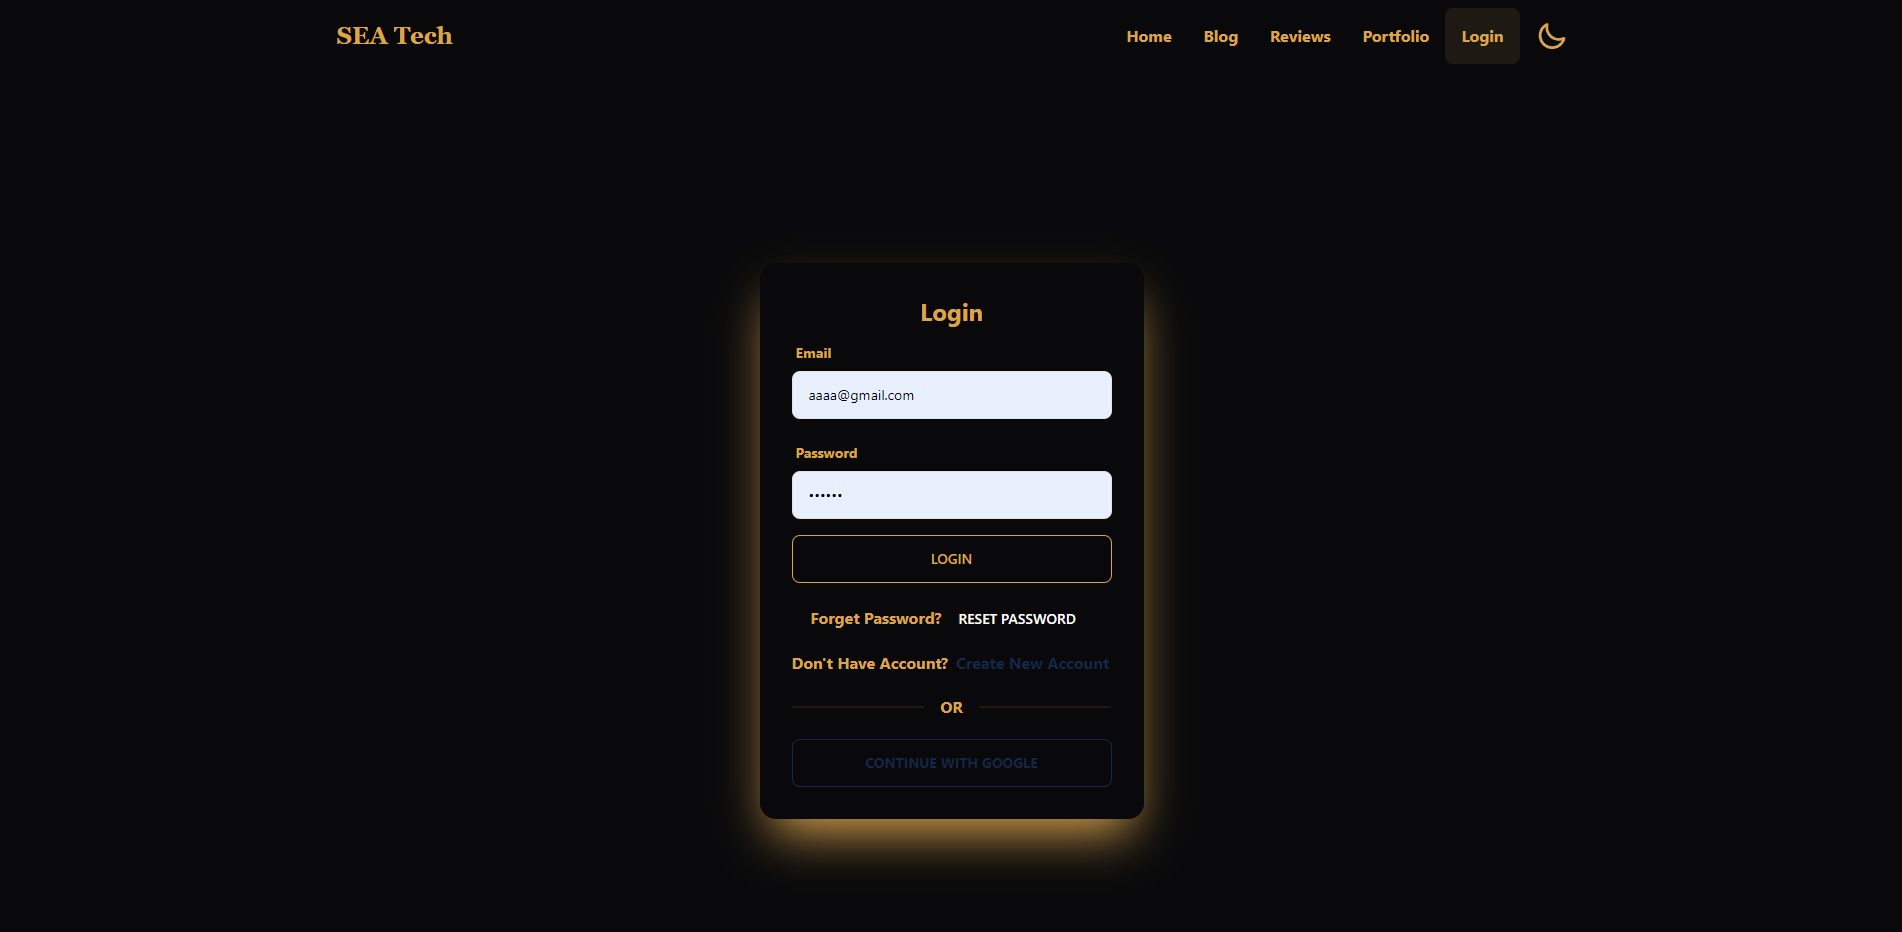 SEA Tech
Home Blog Reviews Portfolio Login
Login
Email
aaaa@gmail.com
Password
••••••
LOGIN
Forget Password? RESET PASSWORD
Don't Have Account? Create New Account
OR
CONTINUE WITH GOOGLE